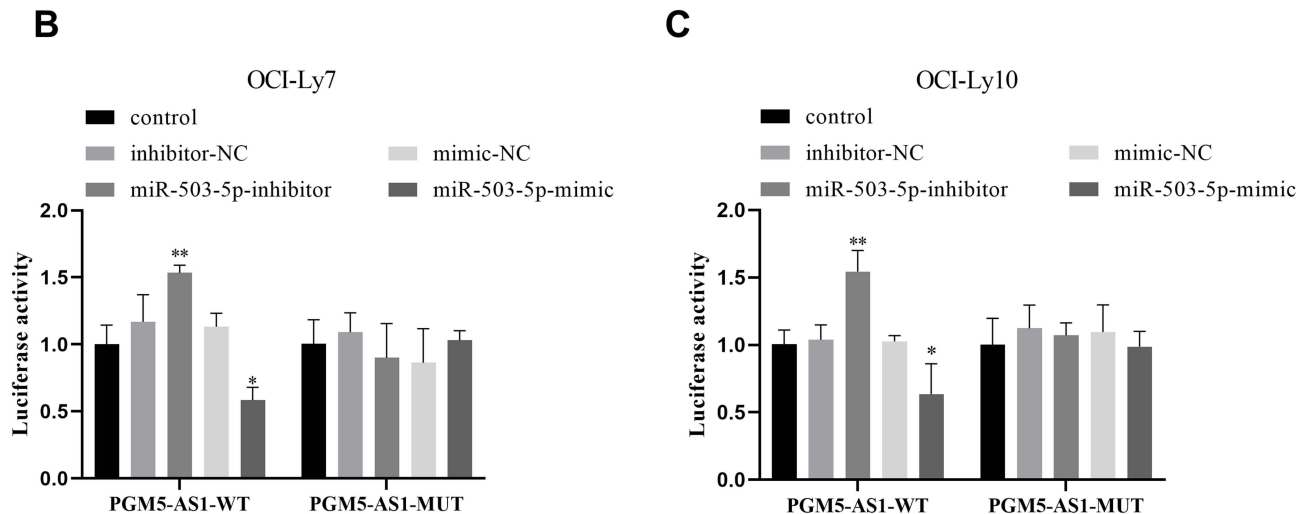 B
OCI-Ly7
control
inhibitor-NC
mimic-NC
miR-503-5p-inhibitor
miR-503-5p-mimic
2.0
1.5
1.0
0.5
0.0
Luciferase activity
**
*
PGM5-AS1-WT
PGM5-AS1-MUT
C
OCI-Ly10
control
inhibitor-NC
mimic-NC
miR-503-5p-inhibitor
miR-503-5p-mimic
2.0
1.5
1.0
0.5
0.0
Luciferase activity
**
*
PGM5-AS1-WT
PGM5-AS1-MUT